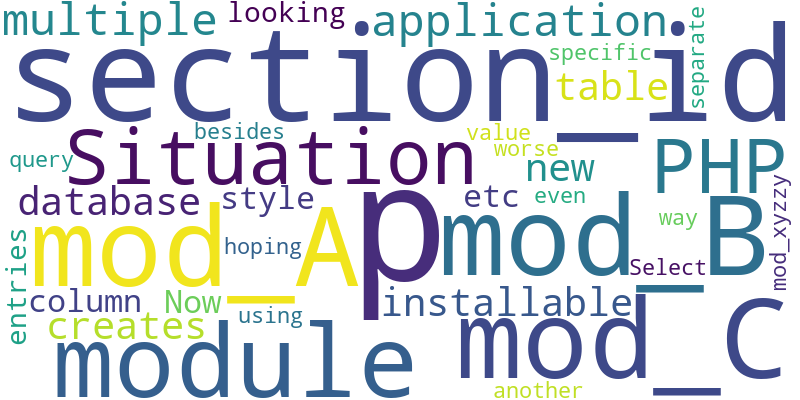 multiple
looking
application
separate
section_id
specific
table
besides
Situation
value
worse
new
PHP
query
database
style
etc
even
mod_xyzzy
mod_A
p
mod_B
way
hoping
Select
entries
column
Now
using
installable
creates
module
mod_C
another